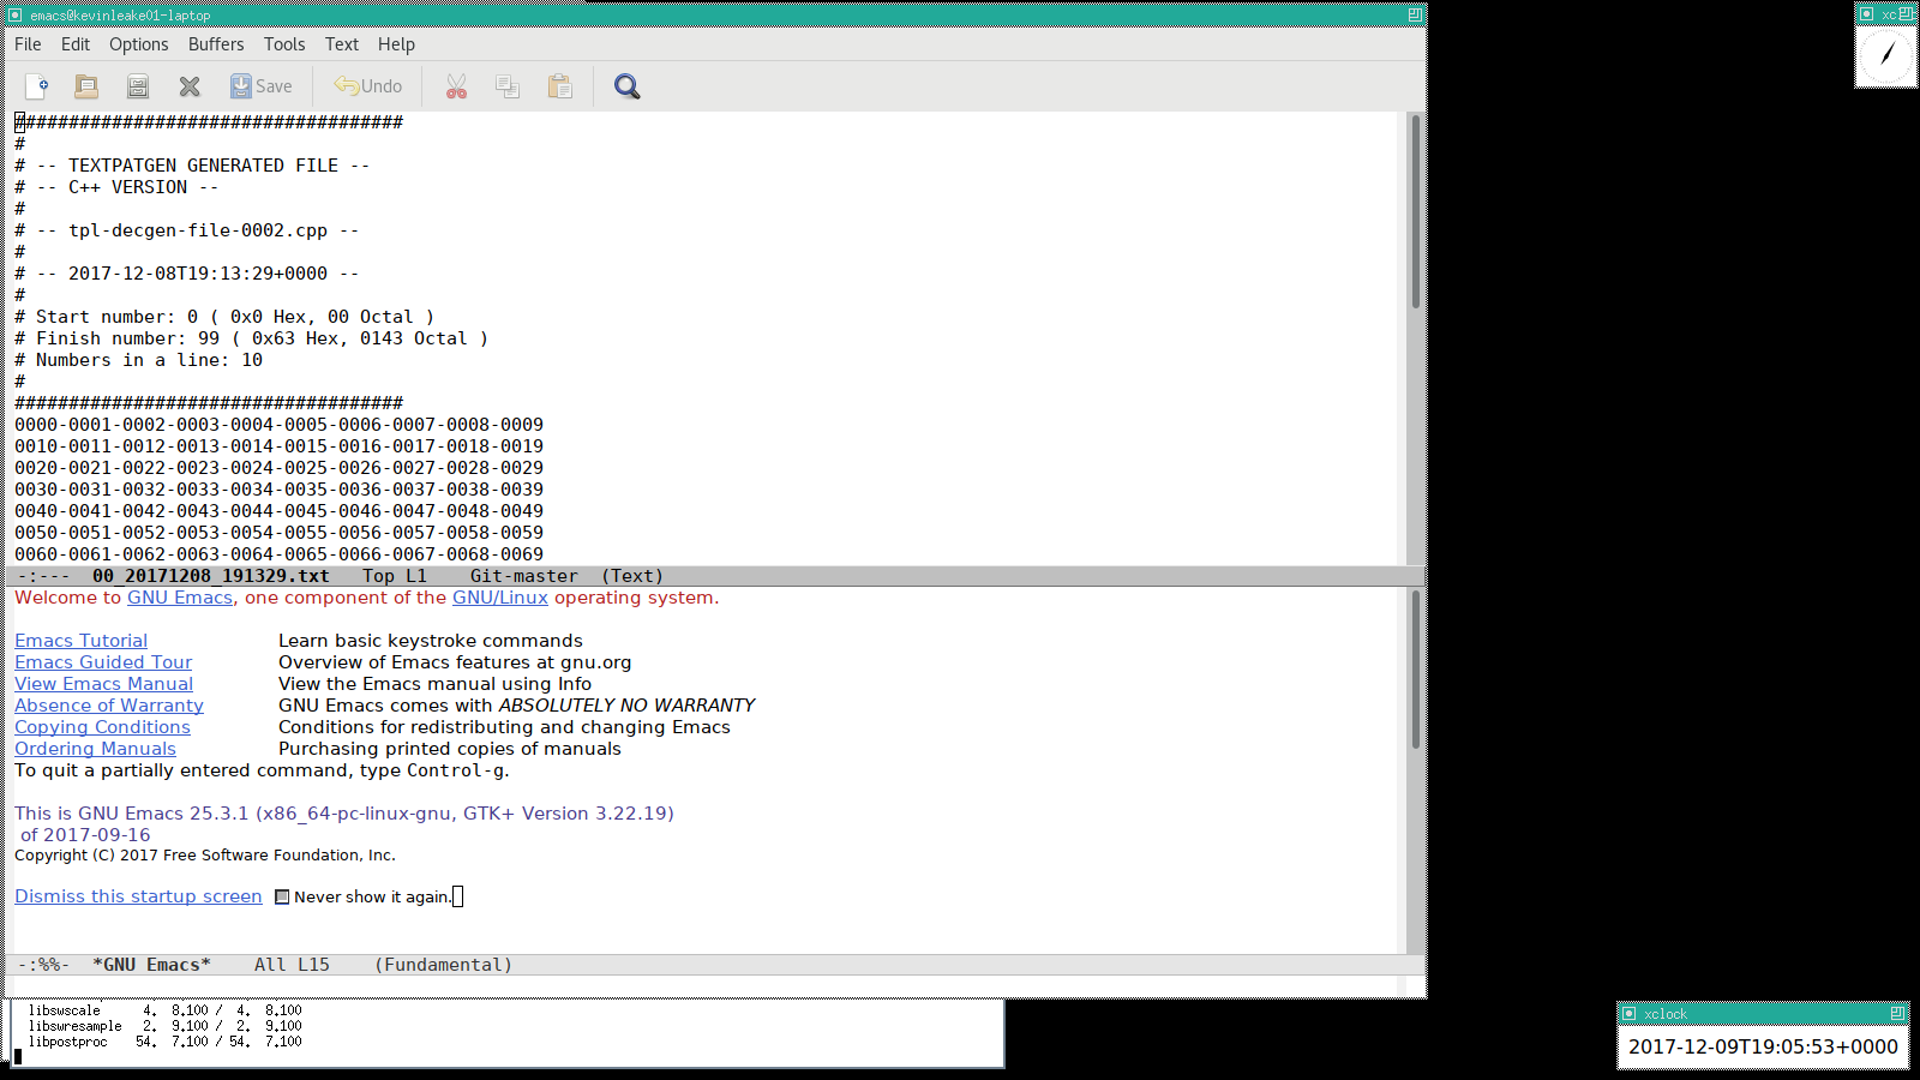 emacs@kevinleake01-laptop
File Edit Options Buffers Tools Text Help
Save Undo
####################################
#
# -- TEXTPATGEN GENERATED FILE --
# -- C++ VERSION --
#
# -- tpl-decgen-file-0002.cpp --
#
# -- 2017-12-08T19:13:29+0000 --
#
# Start number: 0 ( 0x0 Hex, 00 Octal )
# Finish number: 99 ( 0x63 Hex, 0143 Octal )
# Numbers in a line: 10
#
####################################
0000-0001-0002-0003-0004-0005-0006-0007-0008-0009
0010-0011-0012-0013-0014-0015-0016-0017-0018-0019
0020-0021-0022-0023-0024-0025-0026-0027-0028-0029
0030-0031-0032-0033-0034-0035-0036-0037-0038-0039
0040-0041-0042-0043-0044-0045-0046-0047-0048-0049
0050-0051-0052-0053-0054-0055-0056-0057-0058-0059
0060-0061-0062-0063-0064-0065-0066-0067-0068-0069
-:--- 00_20171208_191329.txt Top L1 Git-master (Text)
Welcome to GNU Emacs, one component of the GNU/Linux operating system.
Emacs Tutorial Learn basic keystroke commands
Emacs Guided Tour Overview of Emacs features at gnu.org
View Emacs Manual View the Emacs manual using Info
Absence of Warranty GNU Emacs comes with ABSOLUTELY NO WARRANTY
Copying Conditions Conditions for redistributing and changing Emacs
Ordering Manuals Purchasing printed copies of manuals
To quit a partially entered command, type Control-g.
This is GNU Emacs 25.3.1 (x86_64-pc-linux-gnu, GTK+ Version 3.22.19)
of 2017-09-16
Copyright (C) 2017 Free Software Foundation, Inc.
Dismiss this startup screen Never show it again.
-:%%- *GNU Emacs* All L15 (Fundamental)
libswscale 4. 8.100 / 4. 8.100
libswresample 2. 9.100 / 2. 9.100
libpostproc 54. 7.100 / 54. 7.100
xc
xclock
2017-12-09T19:05:53+0000